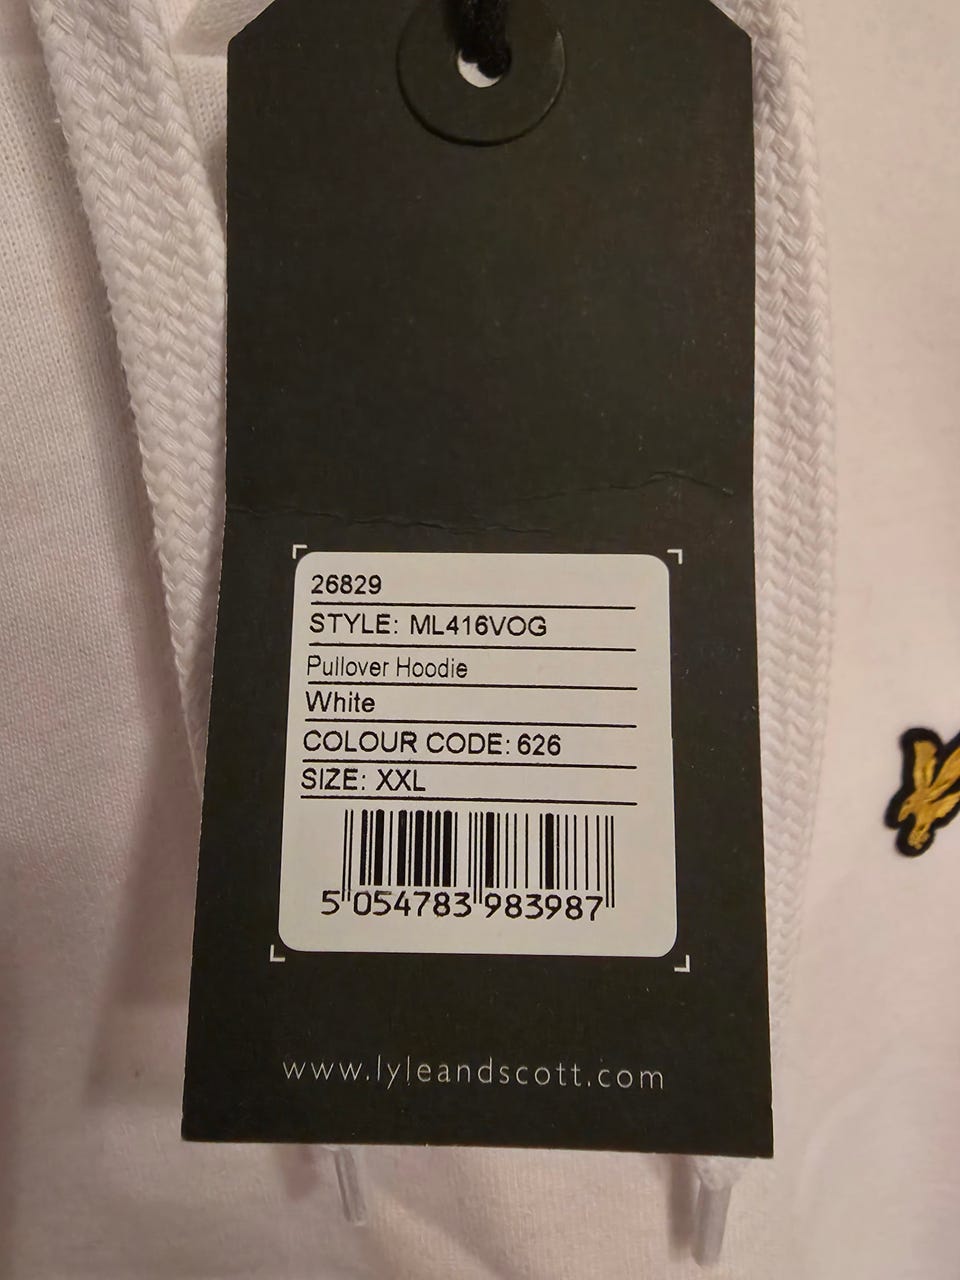 26829
STYLE: ML416VOG
Pullover Hoodie
White
COLOUR CODE: 626
SIZE: XXL
5 054783 983987
www.lyleandscott.com